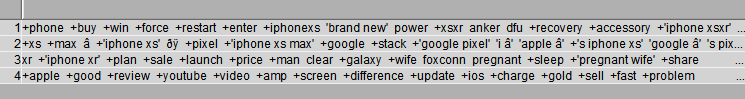 1 +phone +buy +win +force +restart +enter +iphonexs 'brand new' power +xsxr anker dfu +recovery +accessory +'iphone xsxr' ...
2 +xs +max â +'iphone xs' ðÿ +pixel +'iphone xs max' +google +stack +'google pixel' 'i â' 'apple â' +'s iphone xs' 'google â' 's pix...
3 xr +'iphone xr' +plan +sale +launch +price +man clear +galaxy +wife foxconn pregnant +sleep +'pregnant wife' +share ...
4 +apple +good +review +youtube +video +amp +screen +difference +update +ios +charge +gold +sell +fast +problem ...